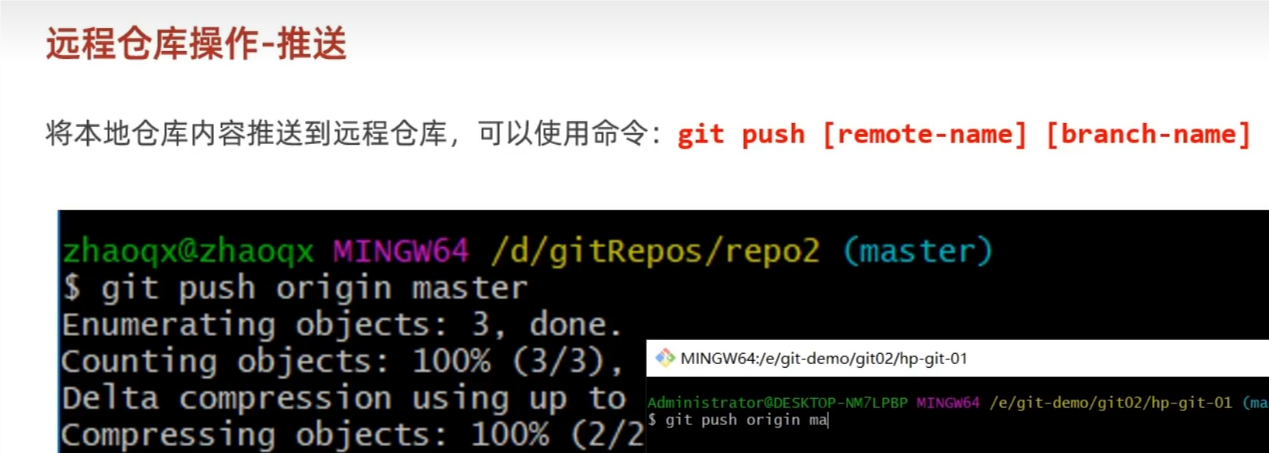 远程仓库操作-推送
将本地仓库内容推送到远程仓库，可以使用命令：git push [remote-name] [branch-name]
zhaoqx@zhaoqx MINGW64 /d/gitRepos/repo2 (master)
$ git push origin master
Enumerating objects: 3, done.
Counting objects: 100% (3/3),
Delta compression using up to
Compressing objects: 100% (2/2
MINGW64:/e/git-demo/git02/hp-git-01
Administrator@DESKTOP-NM7LPBP MINGW64 /e/git-demo/git02/hp-git-01 (ma
$ git push origin ma